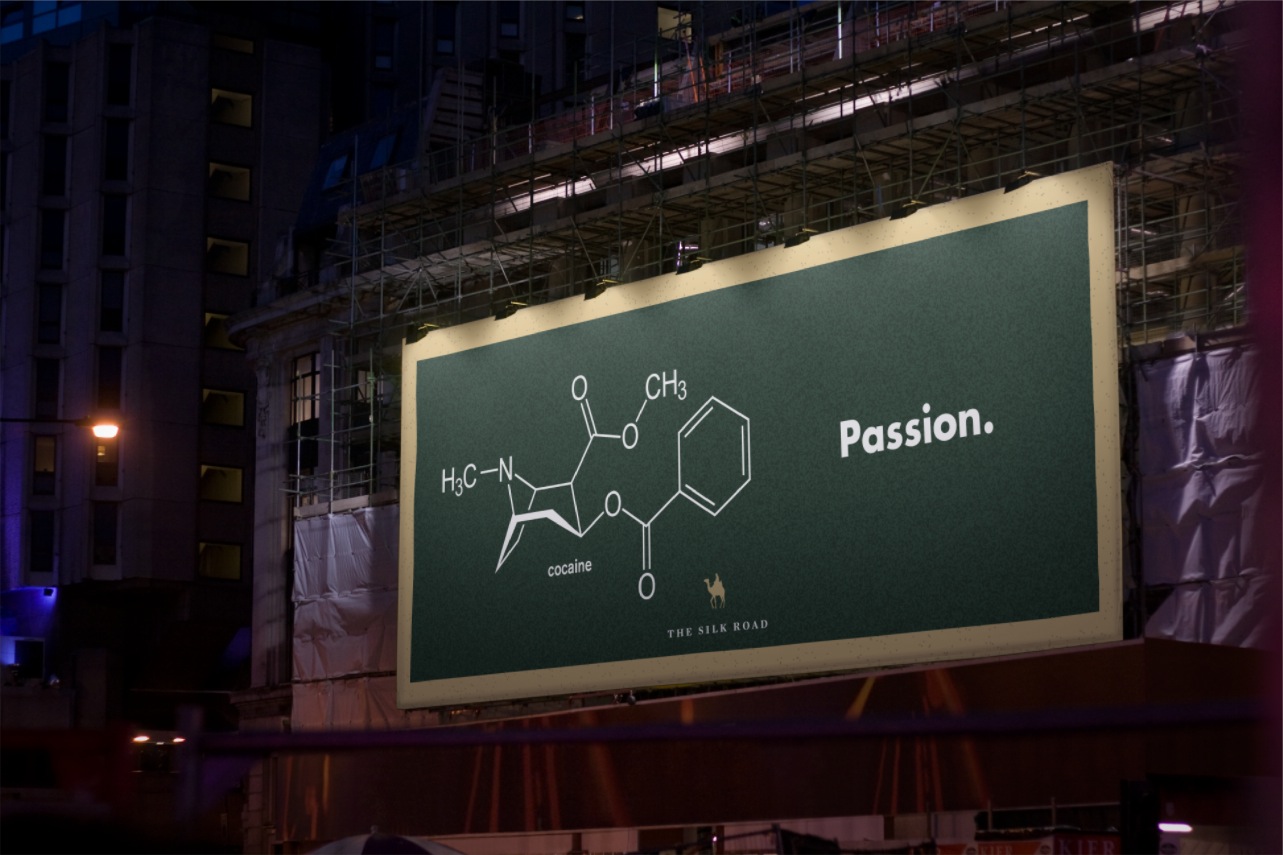 O
CH₃
O
H₃C
N
O
O
cocaine
Passion.
THE SILK ROAD
KIER